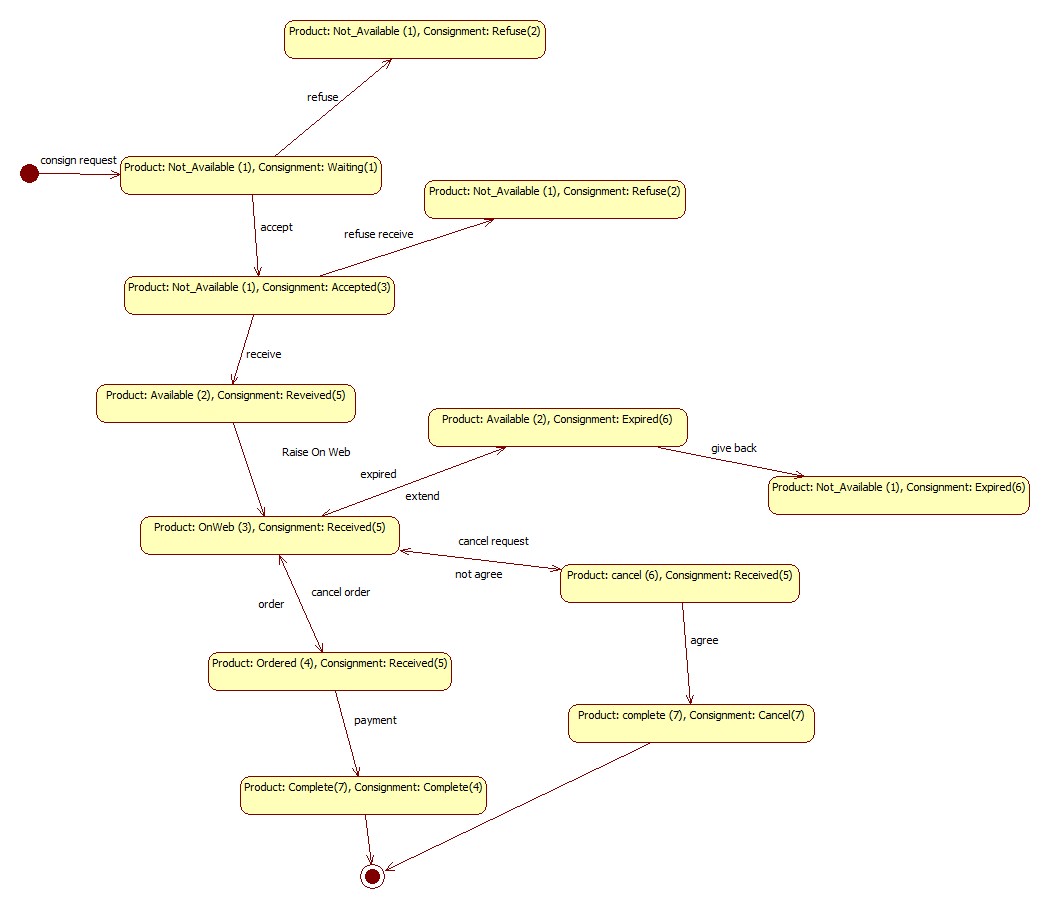 Product: Not_Available (1), Consignment: Refuse(2)
refuse
consign request
Product: Not_Available (1), Consignment: Waiting(1)
Product: Not_Available (1), Consignment: Refuse(2)
accept
refuse receive
Product: Not_Available (1), Consignment: Accepted(3)
receive
Product: Available (2), Consignment: Reveived(5)
Product: Available (2), Consignment: Expired(6)
Raise On Web
give back
expired
extend
Product: Not_Available (1), Consignment: Expired(6)
Product: OnWeb (3), Consignment: Received(5)
cancel request
not agree
Product: cancel (6), Consignment: Received(5)
cancel order
order
agree
Product: Ordered (4), Consignment: Received(5)
payment
Product: complete (7), Consignment: Cancel(7)
Product: Complete(7), Consignment: Complete(4)